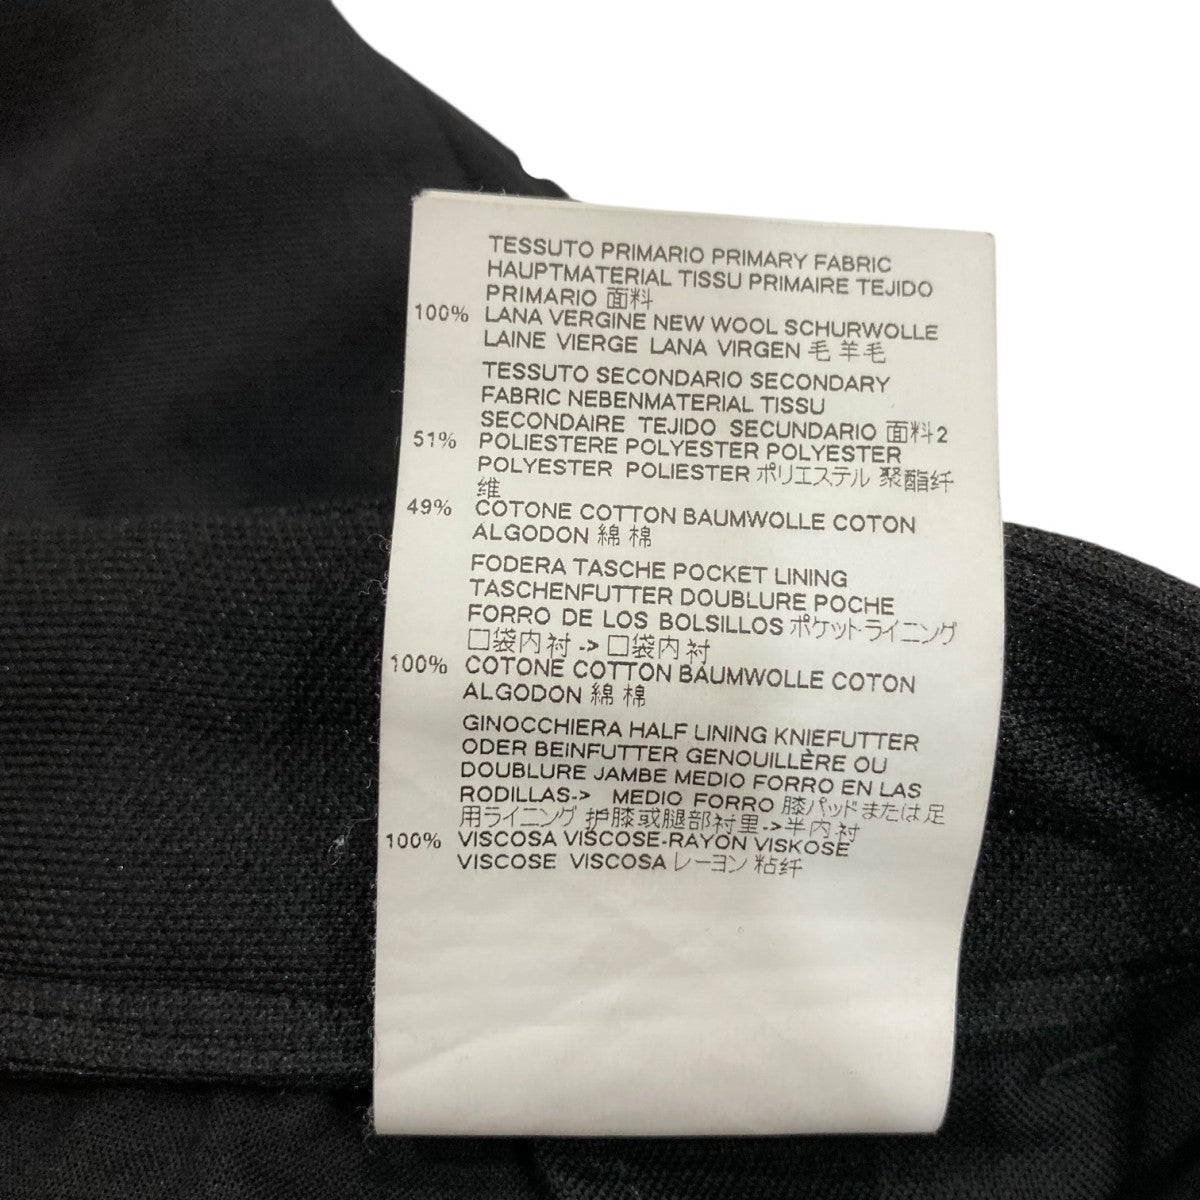 TESSUTO PRIMARIO PRIMARY FABRIC
HAUPTMATERIAL TISSU PRIMAIRE TEJIDO
PRIMARIO 面料
100% LANA VERGINE NEW WOOL SCHURWOLLE
LAINE VIERGE LANA VIRGEN 毛 羊毛
TESSUTO SECONDARIO SECONDARY
FABRIC NEBENMATERIAL TISSU
SECONDAIRE TEJIDO SECUNDARIO 面料2
51% POLIESTERE POLYESTER POLYESTER
POLYESTER POLIESTER ポリエステル 聚酯纤
维
49% COTONE COTTON BAUMWOLLE COTON
ALGODON 綿 棉
FODERA TASCHE POCKET LINING
TASCHENFUTTER DOUBLURE POCHE
FORRO DE LOS BOLSILLOS ポケットライニング
口袋内衬 -> 口袋内衬
100% COTONE COTTON BAUMWOLLE COTON
ALGODON 綿 棉
GINOCCHIERA HALF LINING KNIEFUTTER
ODER BEINFUTTER GENOUILLÈRE OU
DOUBLURE JAMBE MEDIO FORRO EN LAS
RODILLAS-> MEDIO FORRO 膝パッドまたは足
用ライニング 护膝或腿部衬里->半内衬
100% VISCOSA VISCOSE-RAYON VISKOSE
VISCOSE VISCOSA レーヨン 粘纤